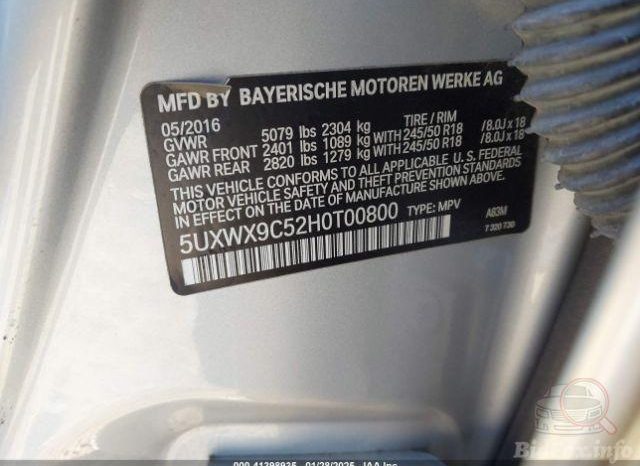 MFD BY BAYERISCHE MOTOREN WERKE AG
05/2016 TIRE / RIM
GVWR 5079 lbs 2304 kg
GAWR FRONT 2401 lbs 1089 kg WITH 245/50 R18 /8.0J x 18
GAWR REAR 2820 lbs 1279 kg WITH 245/50 R18 /8.0J x 18
THIS VEHICLE CONFORMS TO ALL APPLICABLE U. S. FEDERAL
MOTOR VEHICLE SAFETY AND THEFT PREVENTION STANDARDS
IN EFFECT ON THE DATE OF MANUFACTURE SHOWN ABOVE.
5UXWX9C52H0T00800 TYPE: MPV A83M
7 320 730
01/28/2025